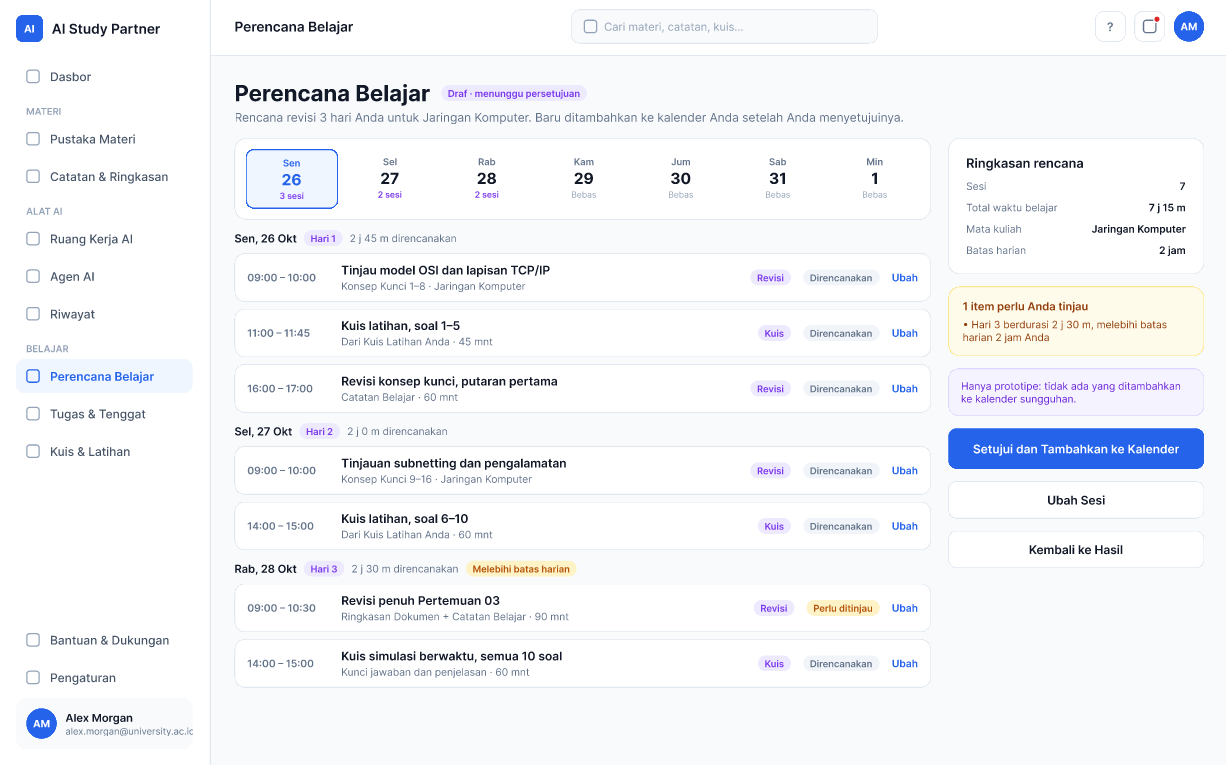 AI
AI Study Partner
Dasbor
MATERI
Pustaka Materi
Catatan & Ringkasan
ALAT AI
Ruang Kerja AI
Agen AI
Riwayat
BELAJAR
Perencana Belajar
Tugas & Tenggat
Kuis & Latihan
Bantuan & Dukungan
Pengaturan
AM
Alex Morgan
alex.morgan@university.ac.ic
Perencana Belajar
Cari materi, catatan, kuis...
?
AM
Perencana Belajar
Draf · menunggu persetujuan
Rencana revisi 3 hari Anda untuk Jaringan Komputer. Baru ditambahkan ke kalender Anda setelah Anda menyetujuinya.
Sen
26
3 sesi
Sel
27
2 sesi
Rab
28
2 sesi
Kam
29
Bebas
Jum
30
Bebas
Sab
31
Bebas
Min
1
Bebas
Sen, 26 Okt Hari 1 2 j 45 m direncanakan
09:00 – 10:00
Tinjau model OSI dan lapisan TCP/IP
Konsep Kunci 1–8 · Jaringan Komputer
Revisi Direncanakan Ubah
11:00 – 11:45
Kuis latihan, soal 1–5
Dari Kuis Latihan Anda · 45 mnt
Kuis Direncanakan Ubah
16:00 – 17:00
Revisi konsep kunci, putaran pertama
Catatan Belajar · 60 mnt
Revisi Direncanakan Ubah
Sel, 27 Okt Hari 2 2 j 0 m direncanakan
09:00 – 10:00
Tinjauan subnetting dan pengalamatan
Konsep Kunci 9–16 · Jaringan Komputer
Revisi Direncanakan Ubah
14:00 – 15:00
Kuis latihan, soal 6–10
Dari Kuis Latihan Anda · 60 mnt
Kuis Direncanakan Ubah
Rab, 28 Okt Hari 3 2 j 30 m direncanakan Melebihi batas harian
09:00 – 10:30
Revisi penuh Pertemuan 03
Ringkasan Dokumen + Catatan Belajar · 90 mnt
Revisi Perlu ditinjau Ubah
14:00 – 15:00
Kuis simulasi berwaktu, semua 10 soal
Kunci jawaban dan penjelasan · 60 mnt
Kuis Direncanakan Ubah
Ringkasan rencana
Sesi 7
Total waktu belajar 7 j 15 m
Mata kuliah Jaringan Komputer
Batas harian 2 jam
1 item perlu Anda tinjau
• Hari 3 berdurasi 2 j 30 m, melebihi batas
harian 2 jam Anda
Hanya prototipe: tidak ada yang ditambahkan
ke kalender sungguhan.
Setujui dan Tambahkan ke Kalender
Ubah Sesi
Kembali ke Hasil